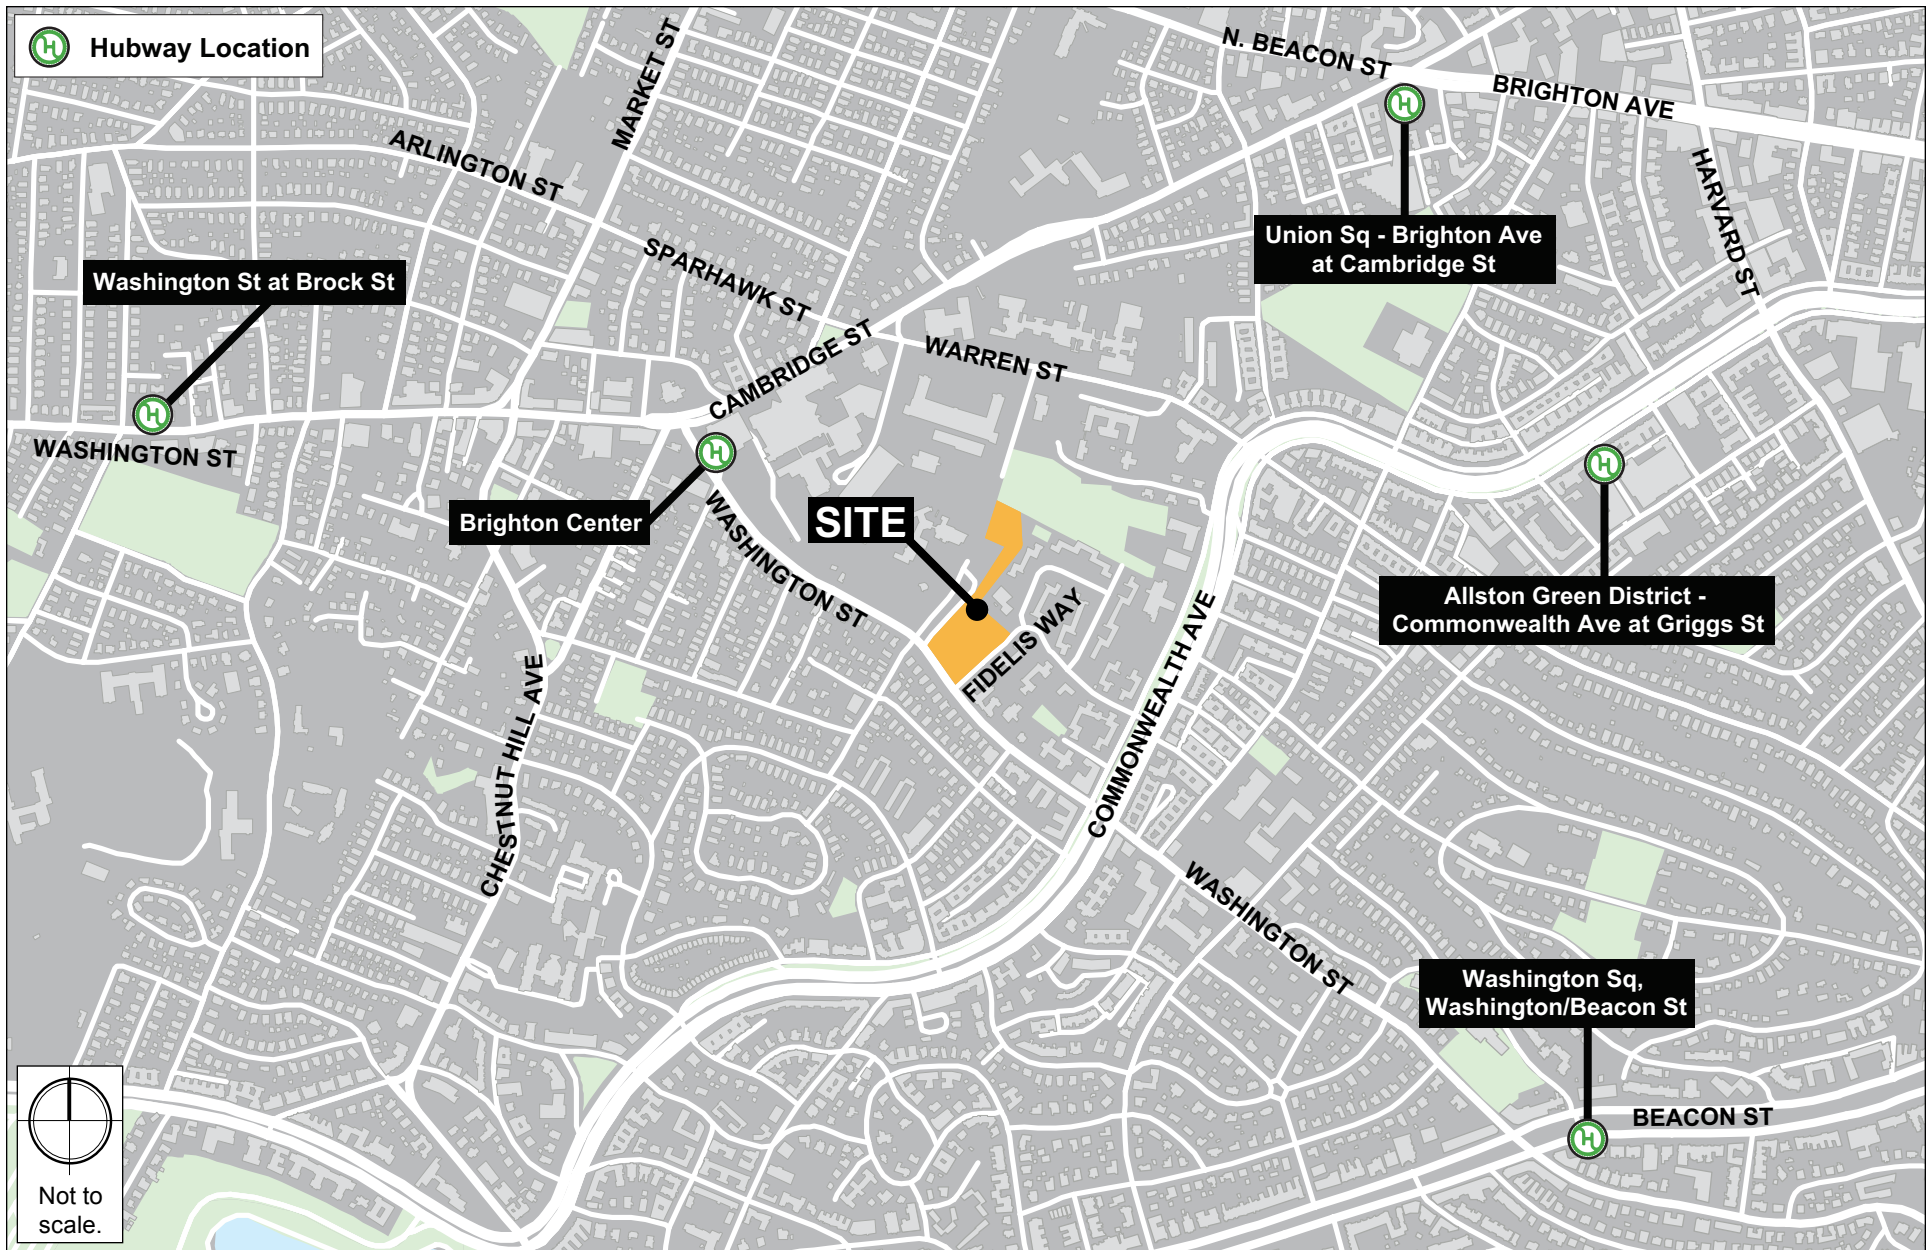 Hubway Location
N. BEACON ST
BRIGHTON AVE
MARKET ST
ARLINGTON ST
HARVARD ST
Union Sq - Brighton Ave
at Cambridge St
SPARHAWK ST
Washington St at Brock St
CAMBRIDGE ST
WARREN ST
WASHINGTON ST
Brighton Center
SITE
WASHINGTON ST
Allston Green District -
Commonwealth Ave at Griggs St
FIDELIS WAY
COMMONWEALTH AVE
CHESTNUT HILL AVE
WASHINGTON ST
Washington Sq,
Washington/Beacon St
BEACON ST
Not to
scale.